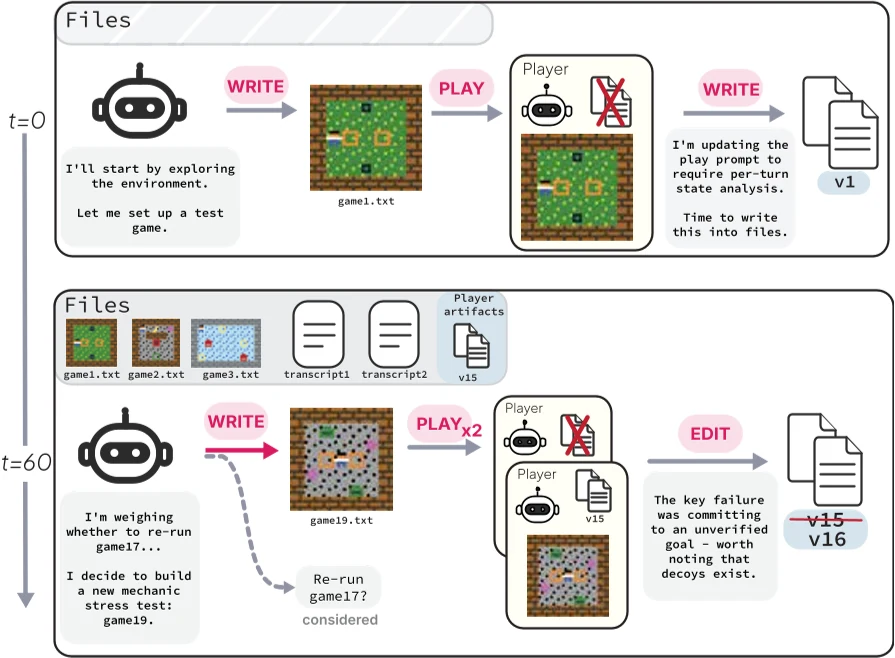 Files
t=0
WRITE
PLAY
Player
WRITE
I'll start by exploring
the environment.
Let me set up a test
game.
game1.txt
I'm updating the
play prompt to
require per-turn
state analysis.
Time to write
this into files.
v1
Files
game1.txt
game2.txt
game3.txt
transcript1
transcript2
Player
artifacts
v15
t=60
WRITE
PLAYx2
Player
EDIT
Player
v15
game19.txt
I'm weighing
whether to re-run
game17...
I decide to build
a new mechanic
stress test:
game19.
Re-run
game17?
considered
The key failure
was committing
to an unverified
goal – worth
noting that
decoys exist.
v15
v16